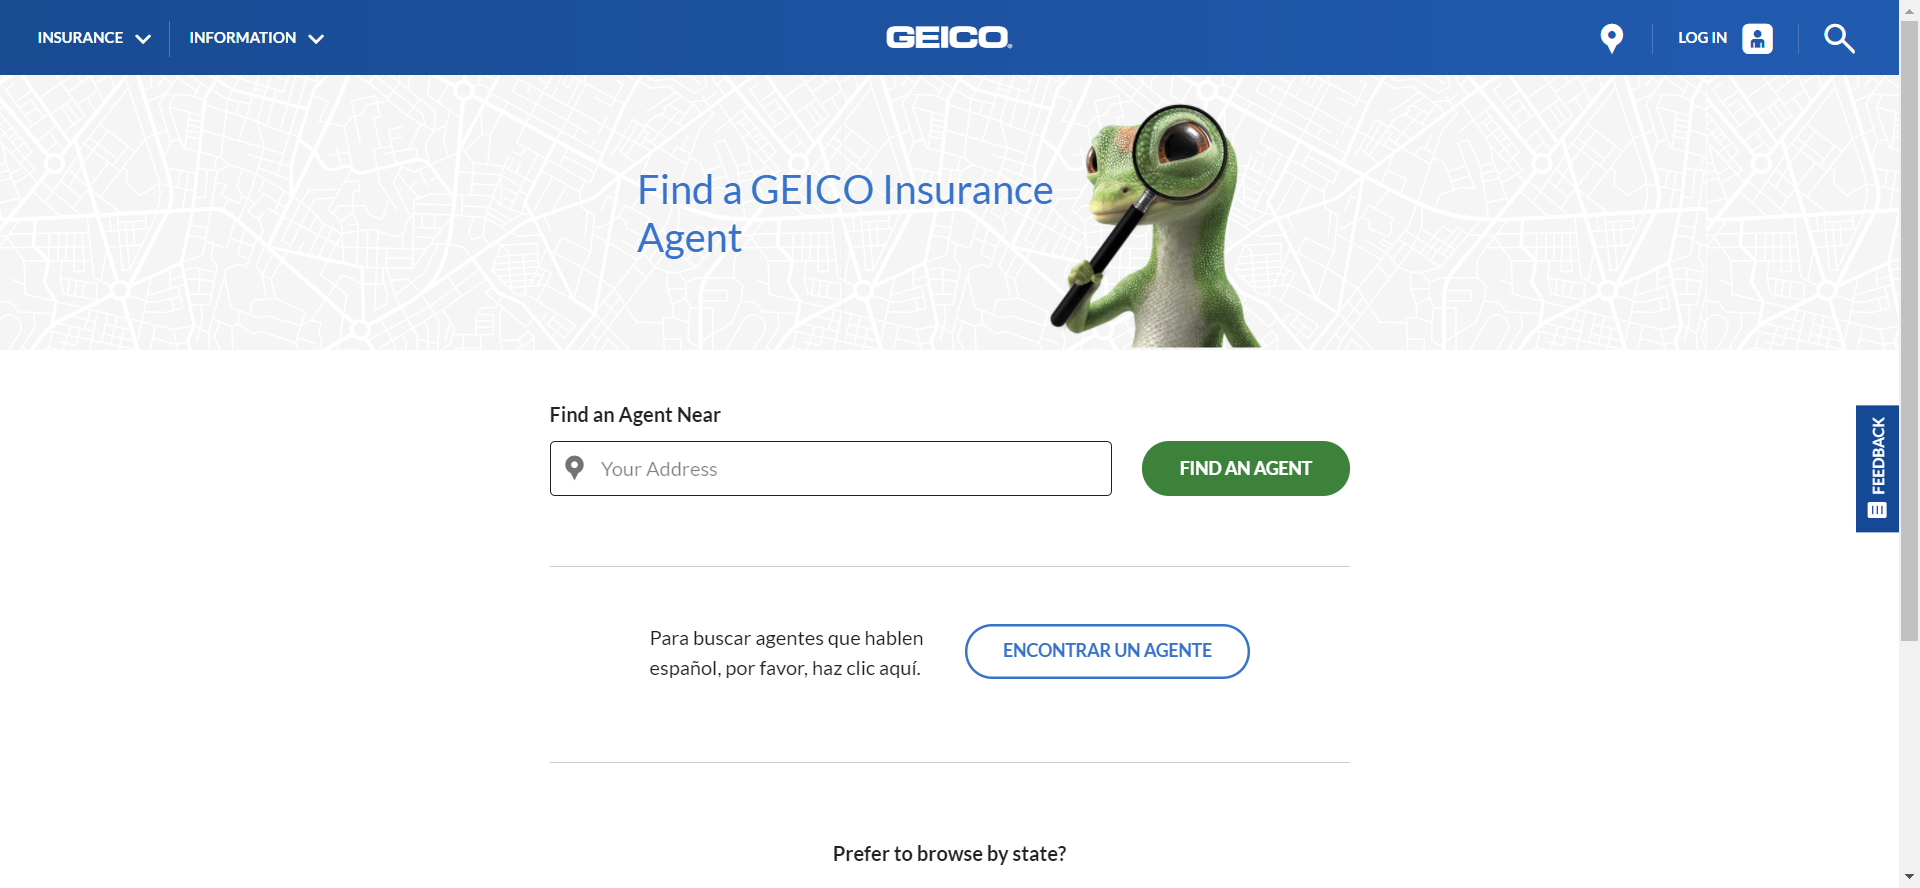 INSURANCE
INFORMATION
GEICO
LOG IN
Find a GEICO Insurance
Agent
Find an Agent Near
Your Address
FIND AN AGENT
FEEDBACK
Para buscar agentes que hablen
español, por favor, haz clic aquí.
ENCONTRAR UN AGENTE
Prefer to browse by state?